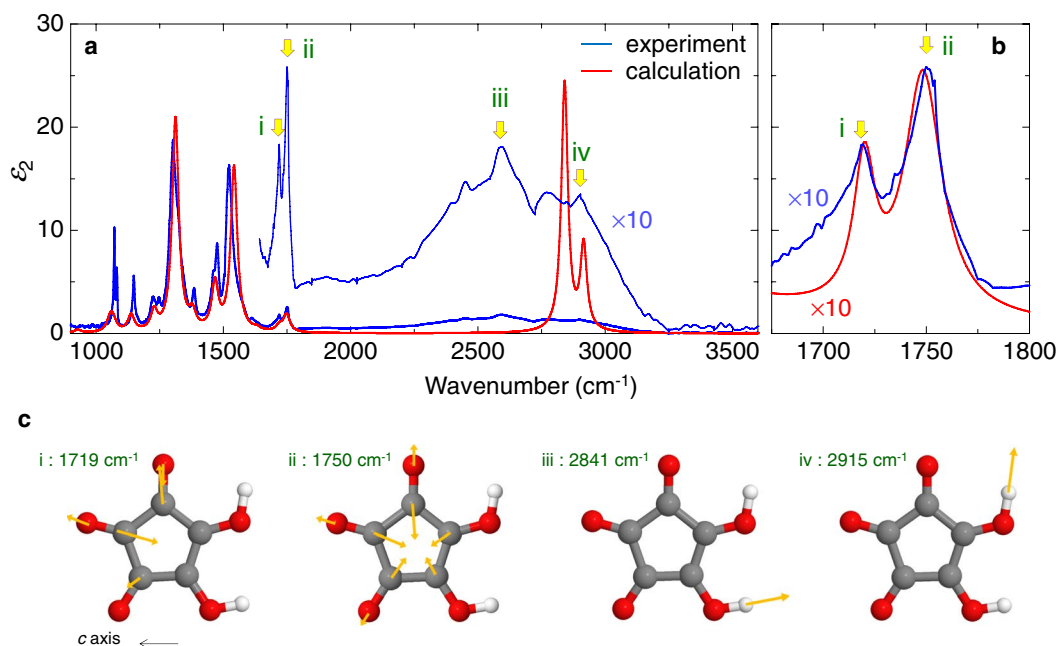 a
ε₂
30
20
10
0
i
ii
iii
iv
experiment
calculation
×10
1000 1500 2000 2500 3000 3500
b
i
ii
×10
×10
1700 1750 1800
Wavenumber (cm⁻¹)
c
i : 1719 cm⁻¹
ii : 1750 cm⁻¹
iii : 2841 cm⁻¹
iv : 2915 cm⁻¹
c axis